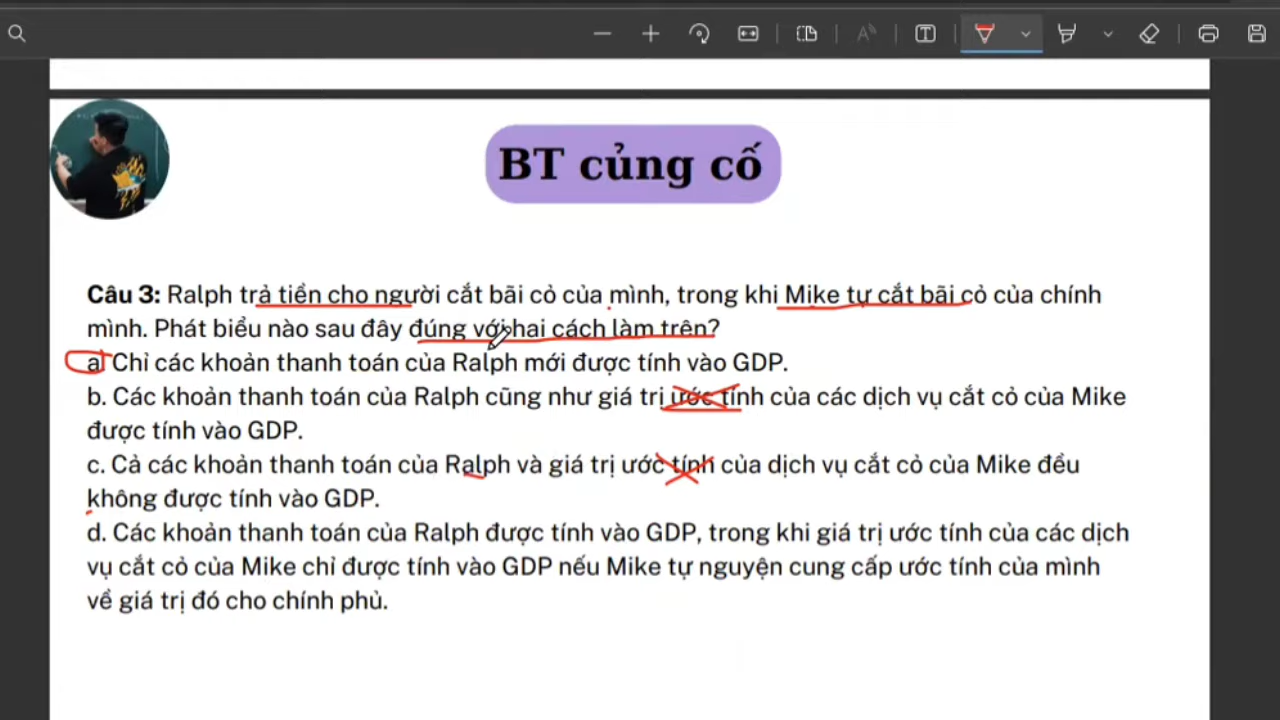 BT củng cố
Câu 3: Ralph trả tiền cho người cắt bãi cỏ của mình, trong khi Mike tự cắt bãi cỏ của chính
mình. Phát biểu nào sau đây đúng với hai cách làm trên?
a. Chỉ các khoản thanh toán của Ralph mới được tính vào GDP.
b. Các khoản thanh toán của Ralph cũng như giá trị ước tính của các dịch vụ cắt cỏ của Mike
được tính vào GDP.
c. Cả các khoản thanh toán của Ralph và giá trị ước tính của dịch vụ cắt cỏ của Mike đều
không được tính vào GDP.
d. Các khoản thanh toán của Ralph được tính vào GDP, trong khi giá trị ước tính của các dịch
vụ cắt cỏ của Mike chỉ được tính vào GDP nếu Mike tự nguyện cung cấp ước tính của mình
về giá trị đó cho chính phủ.